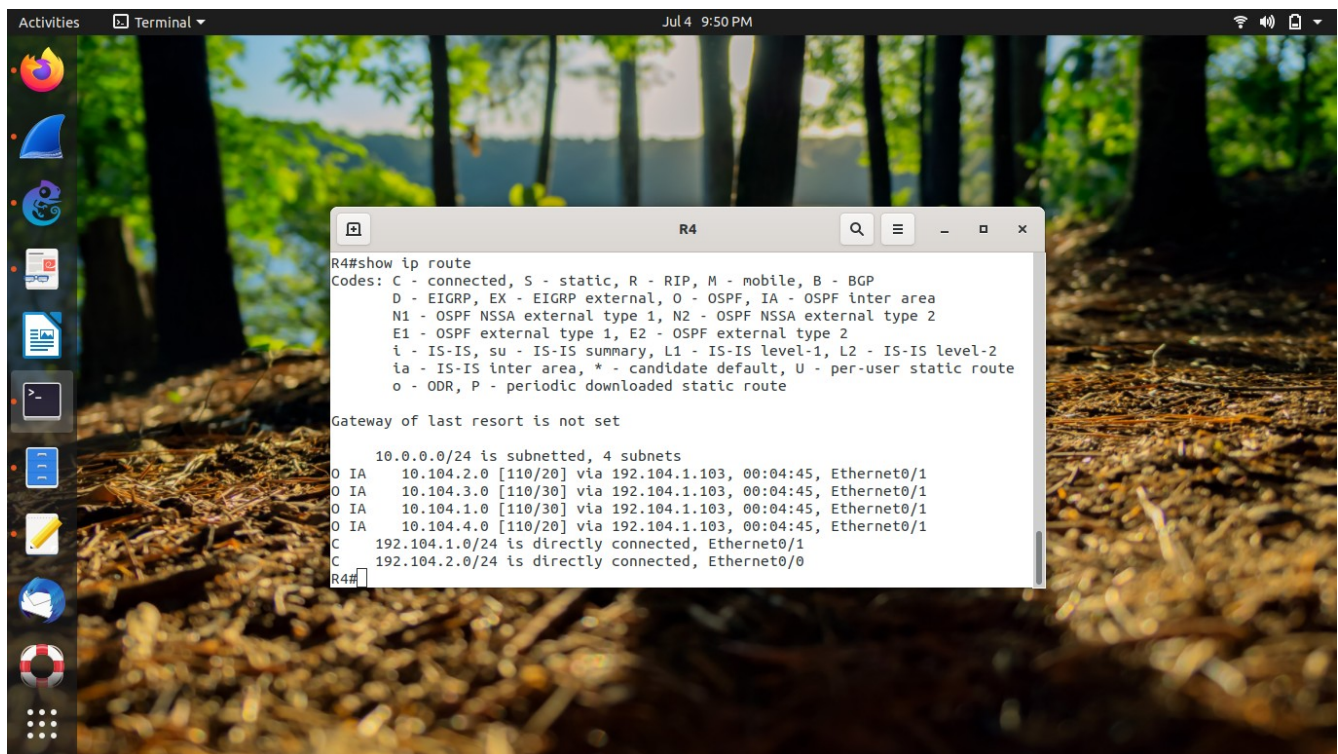 Activities Terminal Jul 4 9:50 PM
R4
R4#show ip route
Codes: C - connected, S - static, R - RIP, M - mobile, B - BGP
D - EIGRP, EX - EIGRP external, O - OSPF, IA - OSPF inter area
N1 - OSPF NSSA external type 1, N2 - OSPF NSSA external type 2
E1 - OSPF external type 1, E2 - OSPF external type 2
i - IS-IS, su - IS-IS summary, L1 - IS-IS level-1, L2 - IS-IS level-2
ia - IS-IS inter area, * - candidate default, U - per-user static route
o - ODR, P - periodic downloaded static route
Gateway of last resort is not set
10.0.0.0/24 is subnetted, 4 subnets
O IA 10.104.2.0 [110/20] via 192.104.1.103, 00:04:45, Ethernet0/1
O IA 10.104.3.0 [110/30] via 192.104.1.103, 00:04:45, Ethernet0/1
O IA 10.104.1.0 [110/30] via 192.104.1.103, 00:04:45, Ethernet0/1
O IA 10.104.4.0 [110/20] via 192.104.1.103, 00:04:45, Ethernet0/1
C 192.104.1.0/24 is directly connected, Ethernet0/1
C 192.104.2.0/24 is directly connected, Ethernet0/0
R4#